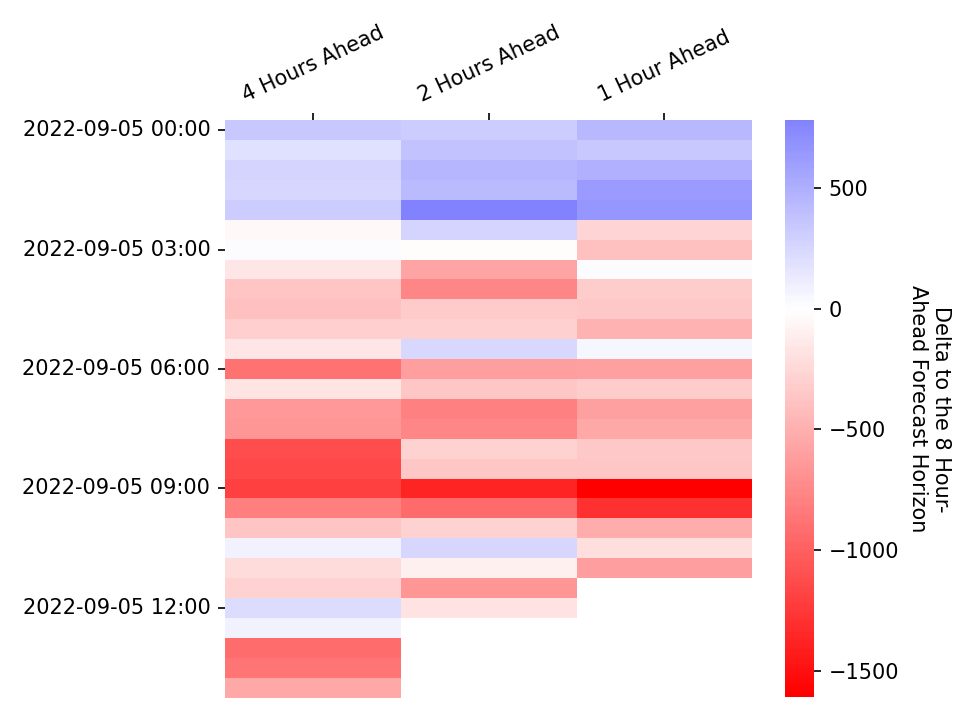 4 Hours Ahead
2 Hours Ahead
1 Hour Ahead
2022-09-05 00:00
2022-09-05 03:00
2022-09-05 06:00
2022-09-05 09:00
2022-09-05 12:00
500
0
−500
−1000
−1500
Delta to the 8 Hour-
Ahead Forecast Horizon